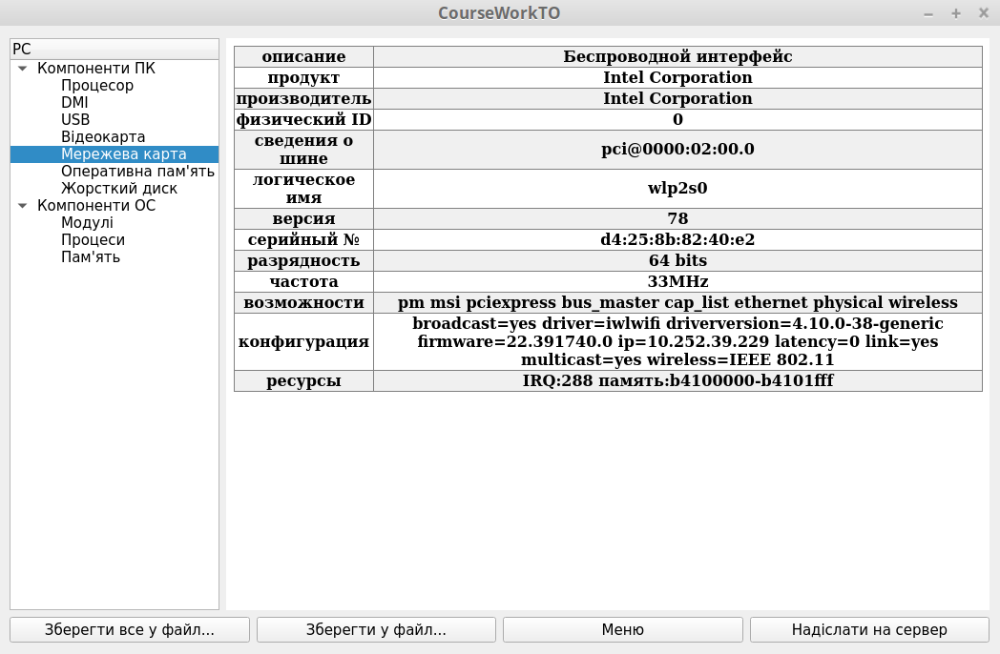 CourseWorkTO
PC
Компоненти ПК
Процесор
DMI
USB
Відеокарта
Мережева карта
Оперативна пам'ять
Жорсткий диск
Компоненти ОС
Модулі
Процеси
Пам'ять
описание Беспроводной интерфейс
продукт Intel Corporation
производитель Intel Corporation
физический ID 0
сведения о
шине
pci@0000:02:00.0
логическое
имя
wlp2s0
версия 78
серийный № d4:25:8b:82:40:e2
разрядность 64 bits
частота 33MHz
возможности pm msi pciexpress bus_master cap_list ethernet physical wireless
конфигурация
broadcast=yes driver=iwlwifi driverversion=4.10.0-38-generic
firmware=22.391740.0 ip=10.252.39.229 latency=0 link=yes
multicast=yes wireless=IEEE 802.11
ресурсы IRQ:288 память:b4100000-b4101fff
Зберегти все у файл... Зберегти у файл... Меню Надіслати на сервер